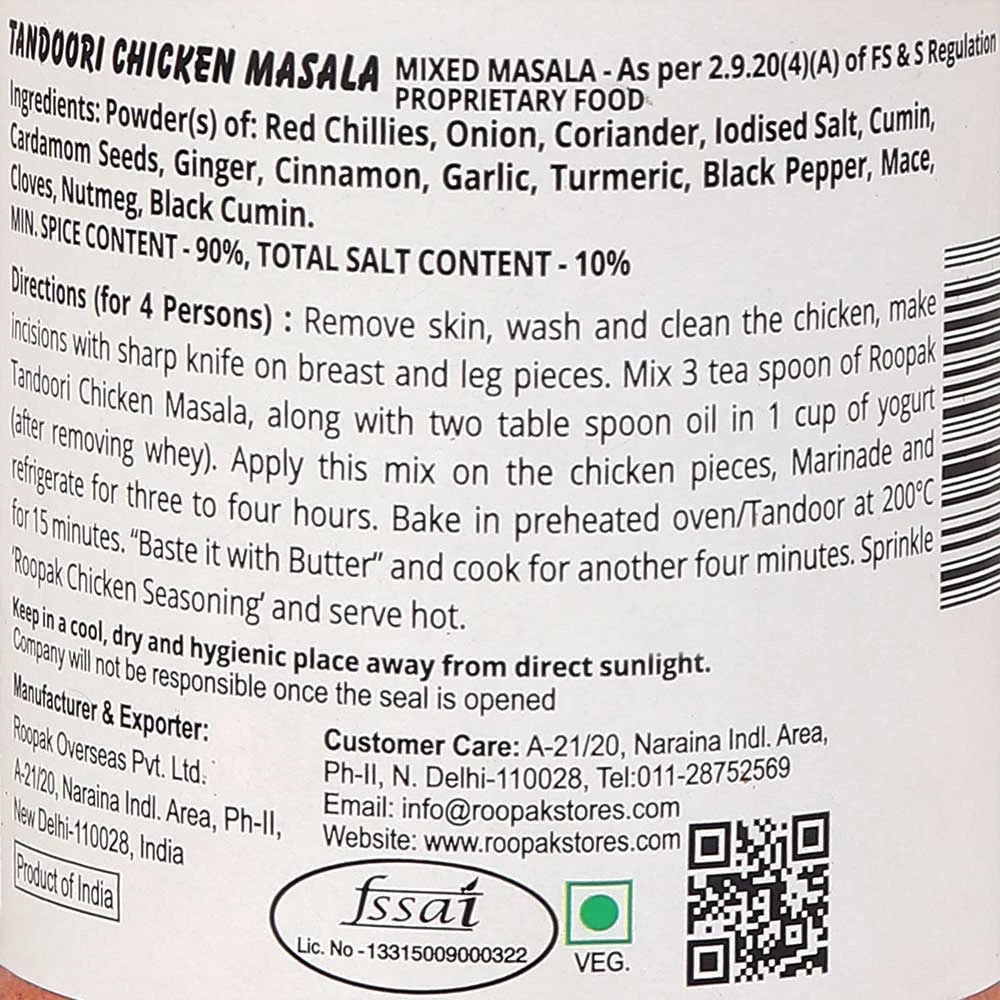 TANDOORI CHICKEN MASALA MIXED MASALA - As per 2.9.20(4)(A) of FS & S Regulation
PROPRIETARY FOOD
Ingredients: Powder(s) of: Red Chillies, Onion, Coriander, Iodised Salt, Cumin,
Cardamom Seeds, Ginger, Cinnamon, Garlic, Turmeric, Black Pepper, Mace,
Cloves, Nutmeg, Black Cumin.
MIN. SPICE CONTENT - 90%, TOTAL SALT CONTENT - 10%
Directions (for 4 Persons) : Remove skin, wash and clean the chicken, make
incisions with sharp knife on breast and leg pieces. Mix 3 tea spoon of Roopak
Tandoori Chicken Masala, along with two table spoon oil in 1 cup of yogurt
(after removing whey). Apply this mix on the chicken pieces, Marinade and
refrigerate for three to four hours. Bake in preheated oven/Tandoor at 200°C
for 15 minutes. "Baste it with Butter" and cook for another four minutes. Sprinkle
'Roopak Chicken Seasoning' and serve hot.
Keep in a cool, dry and hygienic place away from direct sunlight.
Company will not be responsible once the seal is opened
Manufacturer & Exporter:
Roopak Overseas Pvt. Ltd.
A-21/20, Naraina Indl. Area, Ph-II,
New Delhi-110028, India
Product of India
Customer Care: A-21/20, Naraina Indl. Area,
Ph-II, N. Delhi-110028, Tel:011-28752569
Email: info@roopakstores.com
Website: www.roopakstores.com
fssai
Lic. No -13315009000322
VEG.